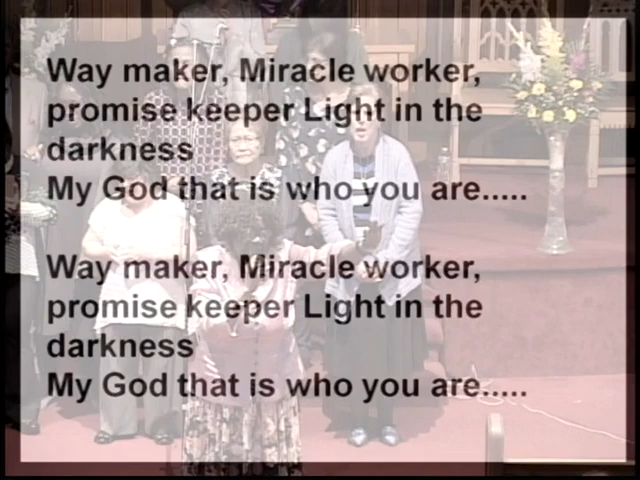 Way maker, Miracle worker,
promise keeper Light in the
darkness
My God that is who you are.....
Way maker, Miracle worker,
promise keeper Light in the
darkness
My God that is who you are.....